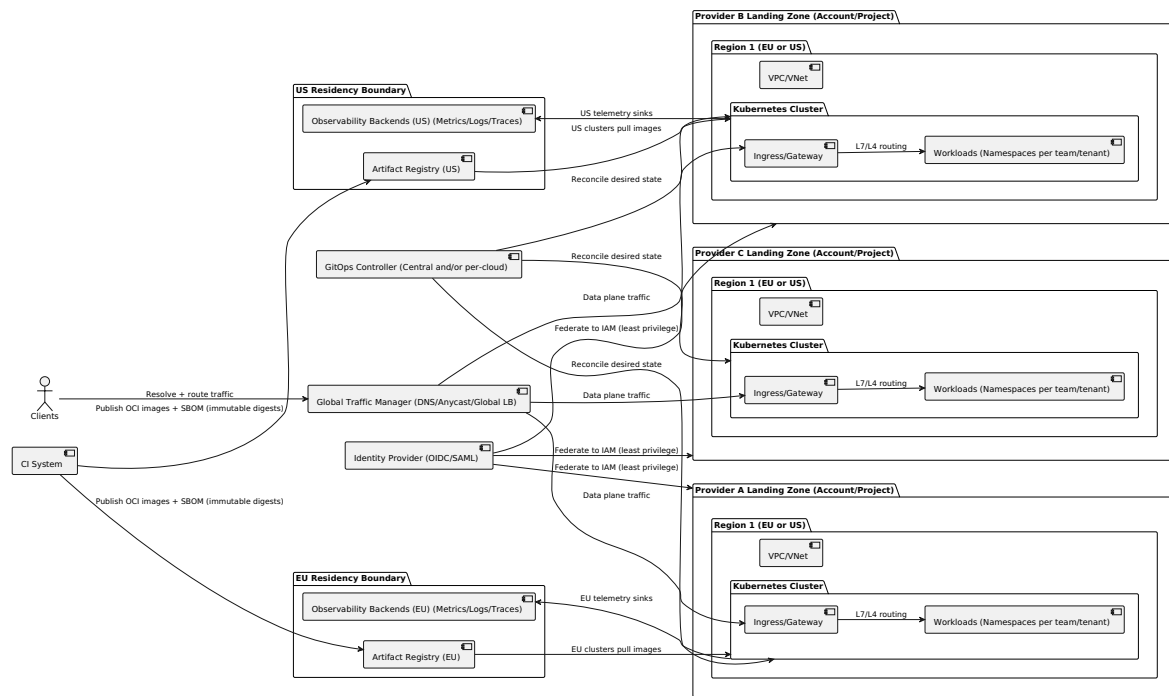 Provider B Landing Zone (Account/Project)
Region 1 (EU or US)
VPC/VNet
Kubernetes Cluster
Ingress/Gateway
L7/L4 routing
Workloads (Namespaces per team/tenant)
US Residency Boundary
Observability Backends (US) (Metrics/Logs/Traces)
Artifact Registry (US)
US telemetry sinks
US clusters pull images
Reconcile desired state
GitOps Controller (Central and/or per-cloud)
Reconcile desired state
Data plane traffic
Federate to IAM (least privilege)
Reconcile desired state
Provider C Landing Zone (Account/Project)
Region 1 (EU or US)
VPC/VNet
Kubernetes Cluster
Ingress/Gateway
L7/L4 routing
Workloads (Namespaces per team/tenant)
Clients
Resolve + route traffic
Publish OCI images + SBOM (immutable digests)
Global Traffic Manager (DNS/Anycast/Global LB)
Data plane traffic
CI System
Identity Provider (OIDC/SAML)
Federate to IAM (least privilege)
Federate to IAM (least privilege)
Data plane traffic
Publish OCI images + SBOM (immutable digests)
Provider A Landing Zone (Account/Project)
Region 1 (EU or US)
VPC/VNet
Kubernetes Cluster
Ingress/Gateway
L7/L4 routing
Workloads (Namespaces per team/tenant)
EU Residency Boundary
Observability Backends (EU) (Metrics/Logs/Traces)
Artifact Registry (EU)
EU telemetry sinks
EU clusters pull images